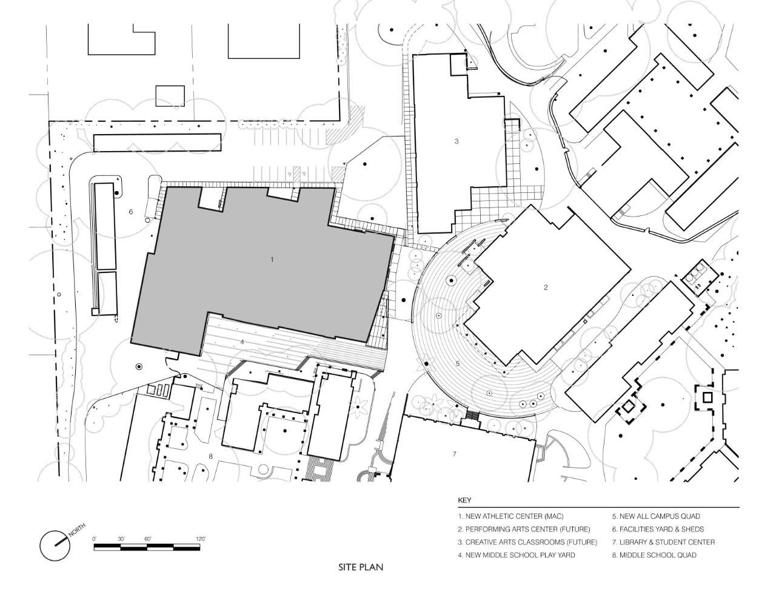 3
6
1
2
4
5
8
7
KEY
1. NEW ATHLETIC CENTER (MAC)
2. PERFORMING ARTS CENTER (FUTURE)
3. CREATIVE ARTS CLASSROOMS (FUTURE)
4. NEW MIDDLE SCHOOL PLAY YARD
5. NEW ALL CAMPUS QUAD
6. FACILITIES YARD & SHEDS
7. LIBRARY & STUDENT CENTER
8. MIDDLE SCHOOL QUAD
NORTH
0' 30' 60' 120'
SITE PLAN